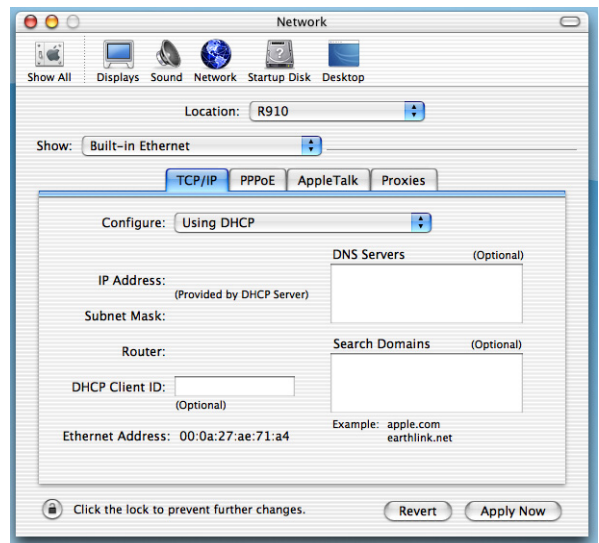 Network
Show All Displays Sound Network Startup Disk Desktop
Location: R910
Show: Built-in Ethernet
TCP/IP PPPoE AppleTalk Proxies
Configure: Using DHCP
DNS Servers (Optional)
IP Address:
(Provided by DHCP Server)
Subnet Mask:
Router:
Search Domains (Optional)
DHCP Client ID:
(Optional)
Example: apple.com
earthlink.net
Ethernet Address: 00:0a:27:ae:71:a4
Click the lock to prevent further changes.
Revert Apply Now